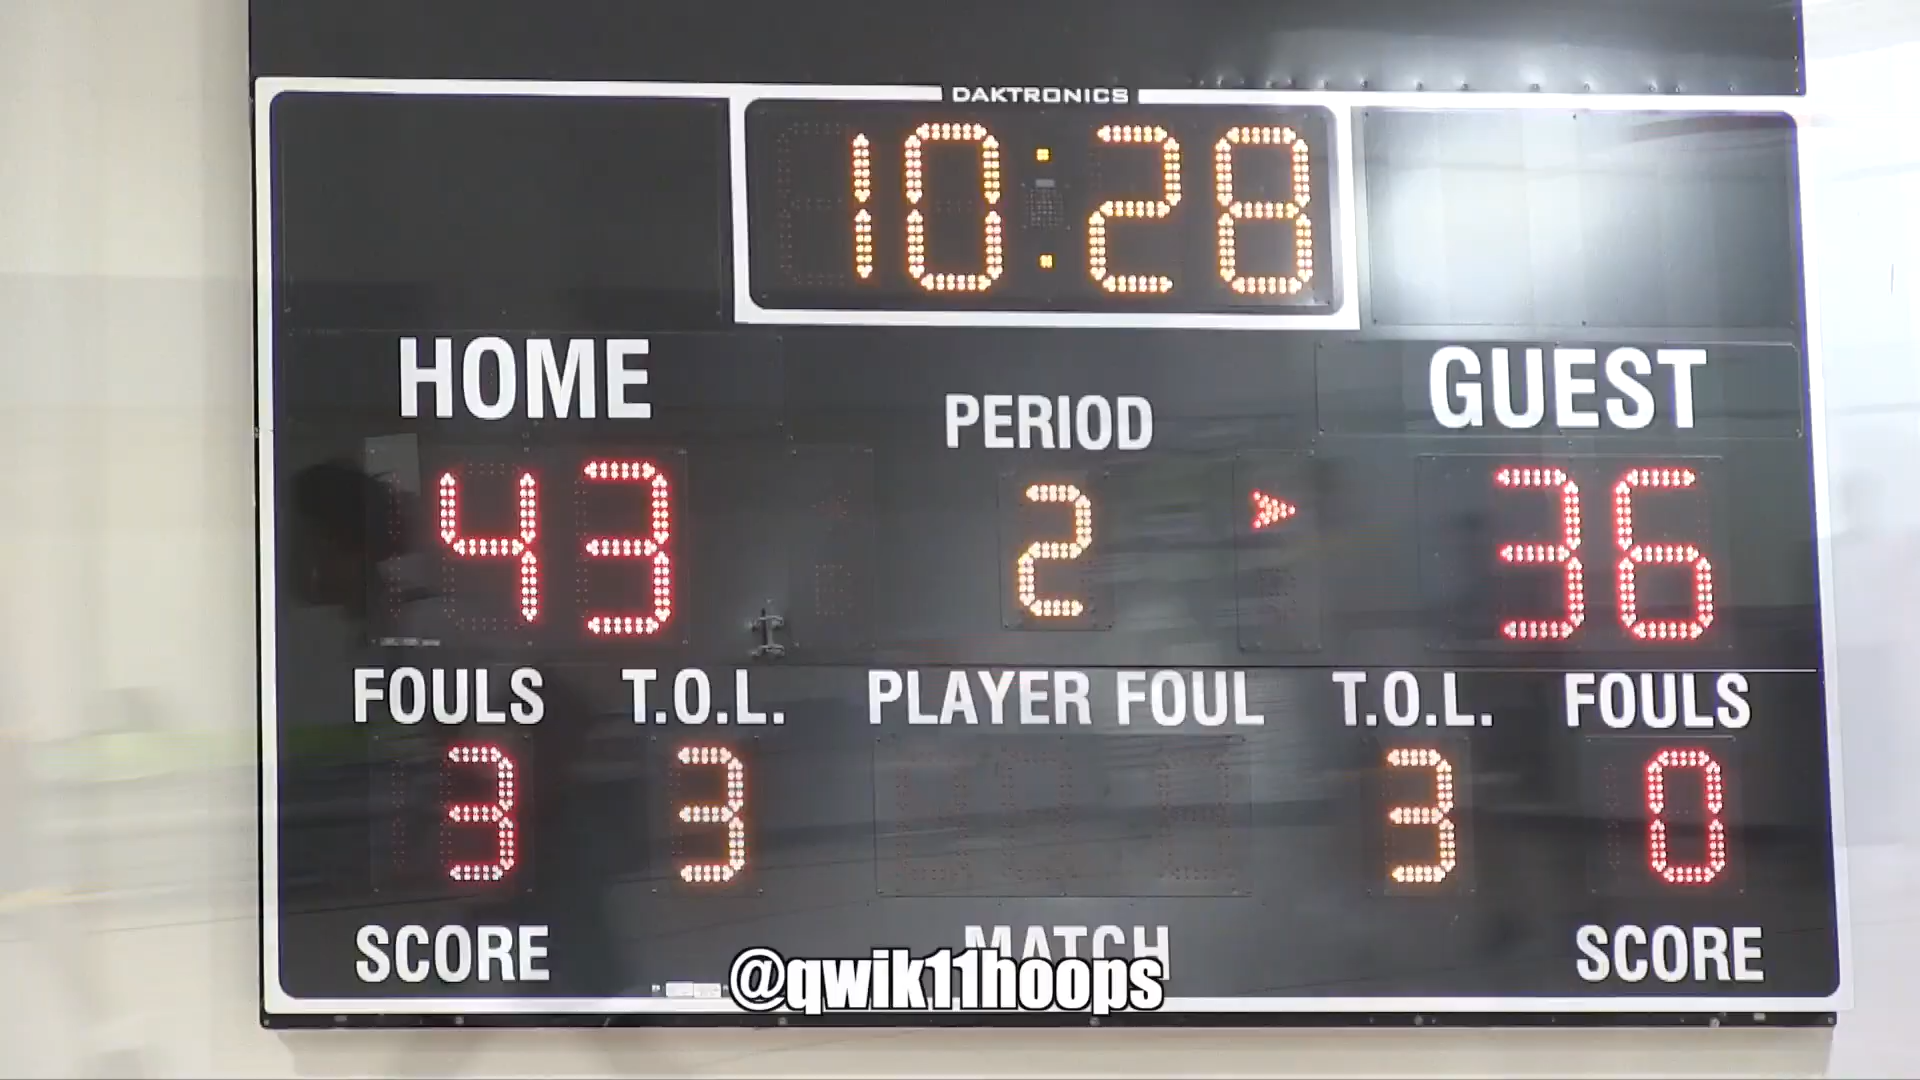 DAKTRONICS
10:28
HOME PERIOD GUEST
43 2 36
FOULS T.O.L. PLAYER FOUL T.O.L. FOULS
3 3 3 0
SCORE MATCH SCORE
@qwik11hoops